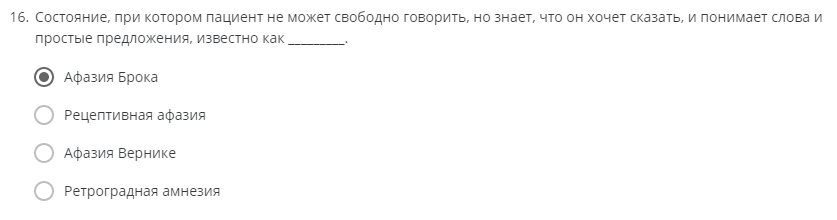 16. Состояние, при котором пациент не может свободно говорить, но знает, что он хочет сказать, и понимает слова и
простые предложения, известно как _________.
Афазия Брока
Рецептивная афазия
Афазия Вернике
Ретроградная амнезия